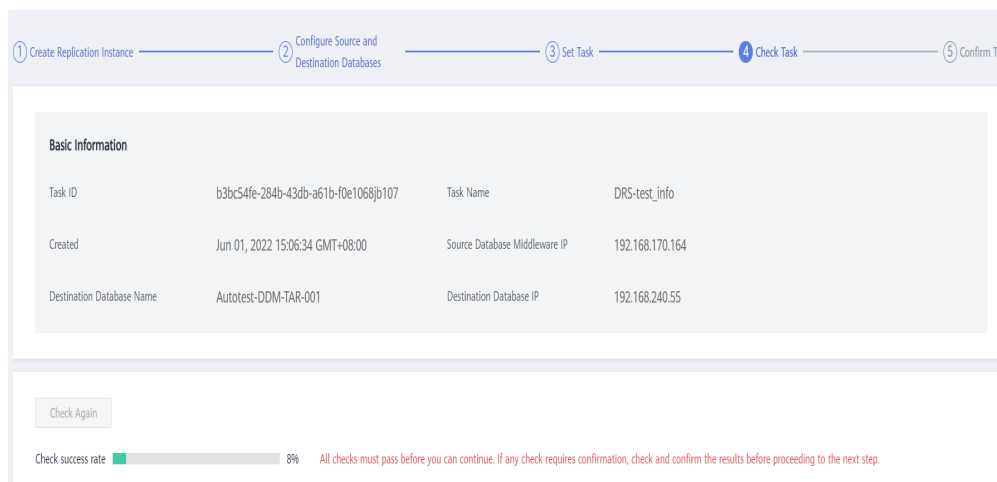 1 Create Replication Instance 2 Configure Source and Destination Databases 3 Set Task 4 Check Task 5 Confirm T
Basic Information
Task ID b3bc54fe-284b-43db-a61b-f0e1068jb107 Task Name DRS-test_info
Created Jun 01, 2022 15:06:34 GMT+08:00 Source Database Middleware IP 192.168.170.164
Destination Database Name Autotest-DDM-TAR-001 Destination Database IP 192.168.240.55
Check Again
Check success rate 8% All checks must pass before you can continue. If any check requires confirmation, check and confirm the results before proceeding to the next step.